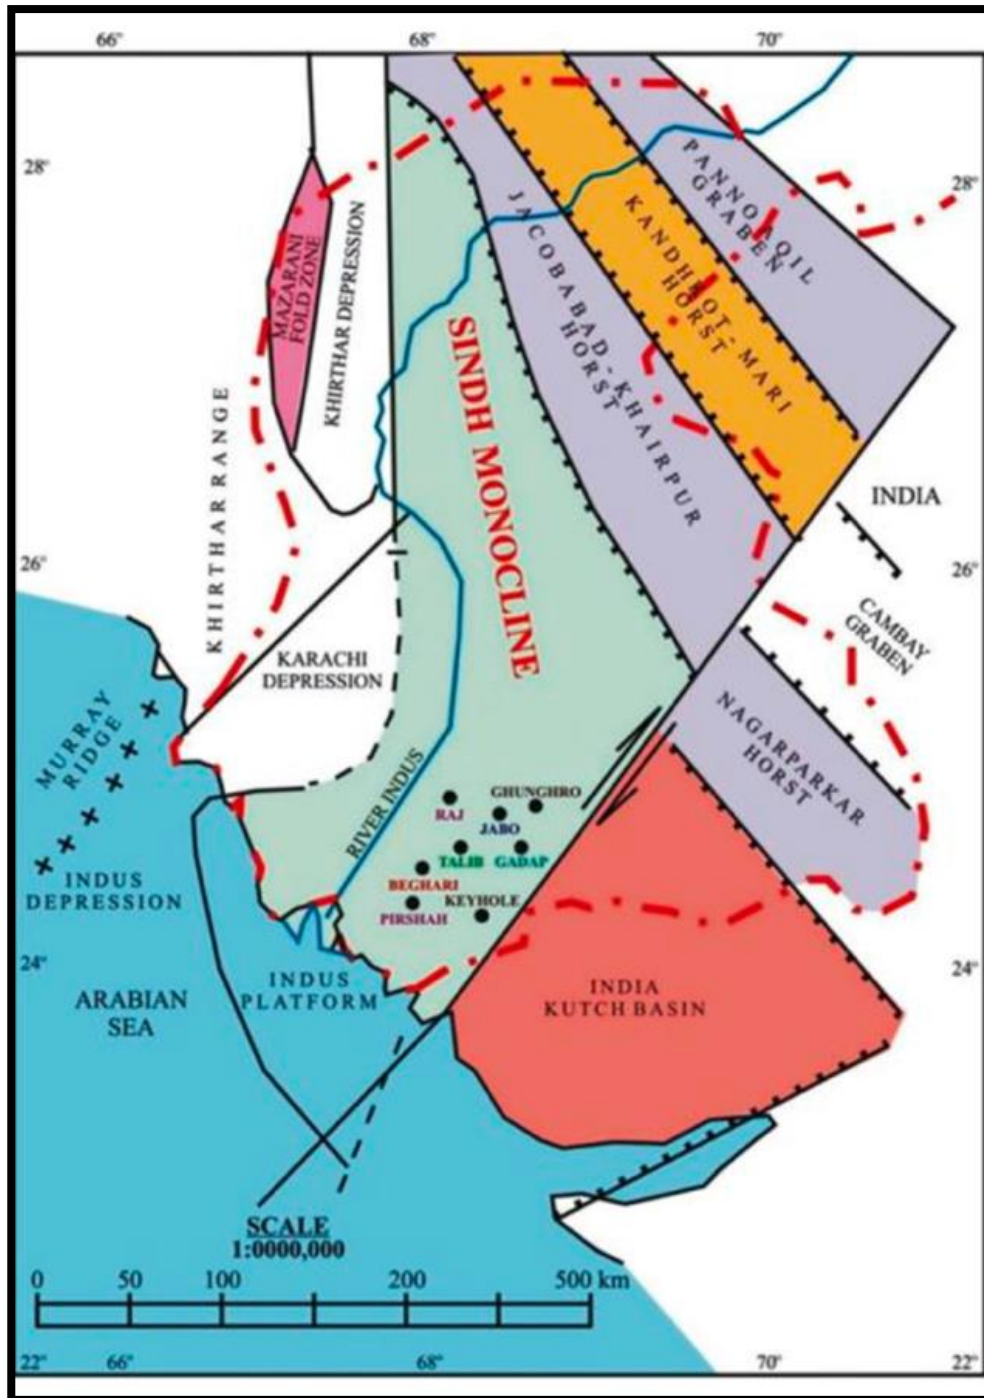 66° 68° 70°
28°
28°
PANNO AQIL
GRABEN
KANDHKOT - MARI
HORST
JACOBABAD - KHAIRPUR
HORST
MAZARANI
FOLD ZONE
KHIRTHAR DEPRESSION
SINDH MONOCLINE
KHIRTHAR RANGE
INDIA
26°
26°
CAMBAY
GRABEN
KARACHI
DEPRESSION
NAGARPARKAR
HORST
MURRAY
RIDGE
RIVER INDUS
GHUNGHRO
RAJ
JABO
TALIB GADAP
BEGHARI
KEYHOLE
PIRSHAH
INDUS
DEPRESSION
24°
24°
INDUS
PLATFORM
INDIA
KUTCH BASIN
ARABIAN
SEA
SCALE
1:0000,000
0 50 100 200 500 km
22° 66° 68° 70° 22°